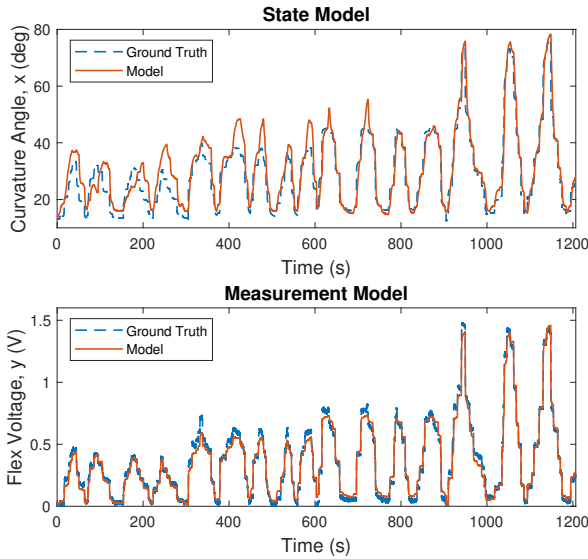 State Model
Curvature Angle, x (deg)
80
60
40
20
Ground Truth
Model
0 200 400 600 800 1000 1200
Time (s)
Measurement Model
Flex Voltage, y (V)
1.5
1
0.5
0
Ground Truth
Model
0 200 400 600 800 1000 1200
Time (s)